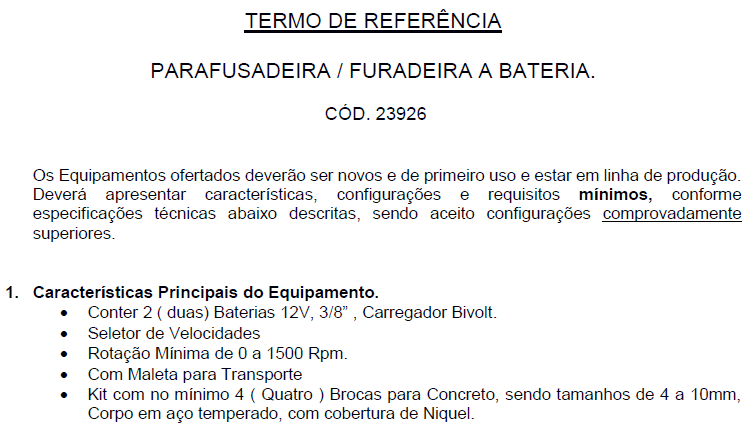 TERMO DE REFERÊNCIA
PARAFUSADEIRA / FURADEIRA A BATERIA.
CÓD. 23926
Os Equipamentos ofertados deverão ser novos e de primeiro uso e estar em linha de produção.
Deverá apresentar características, configurações e requisitos mínimos, conforme
especificações técnicas abaixo descritas, sendo aceito configurações comprovadamente
superiores.
1. Características Principais do Equipamento.
• Conter 2 ( duas) Baterias 12V, 3/8” , Carregador Bivolt.
• Seletor de Velocidades
• Rotação Mínima de 0 a 1500 Rpm.
• Com Maleta para Transporte
• Kit com no mínimo 4 ( Quatro ) Brocas para Concreto, sendo tamanhos de 4 a 10mm,
Corpo em aço temperado, com cobertura de Niquel.